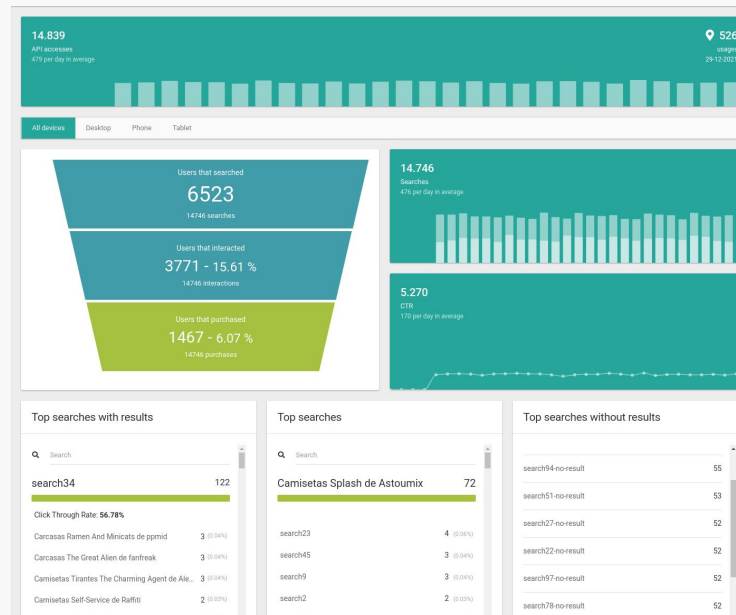 14.839
API accesses
479 per day in average
526
usages
29-12-2021
All devices
Desktop
Phone
Tablet
Users that searched
6523
14746 searches
Users that interacted
3771 - 15.61 %
14746 interactions
Users that purchased
1467 - 6.07 %
14746 purchases
14.746
Searches
476 per day in average
5.270
CTR
170 per day in average
Top searches with results
Search
search34 122
Click Through Rate: 56.78%
Carcasas Ramen And Minicats de ppmid 3 (0.04%)
Carcasas The Great Alien de fanfreak 3 (0.04%)
Camisetas Tirantes The Charming Agent de Ale... 3 (0.04%)
Camisetas Self-Service de Raffiti 2 (0.03%)
Top searches
Search
Camisetas Splash de Astoumix 72
search23 4 (0.06%)
search45 3 (0.04%)
search9 3 (0.04%)
search2 2 (0.03%)
Top searches without results
search94-no-result 55
search51-no-result 53
search27-no-result 52
search22-no-result 52
search97-no-result 52
search78-no-result 52